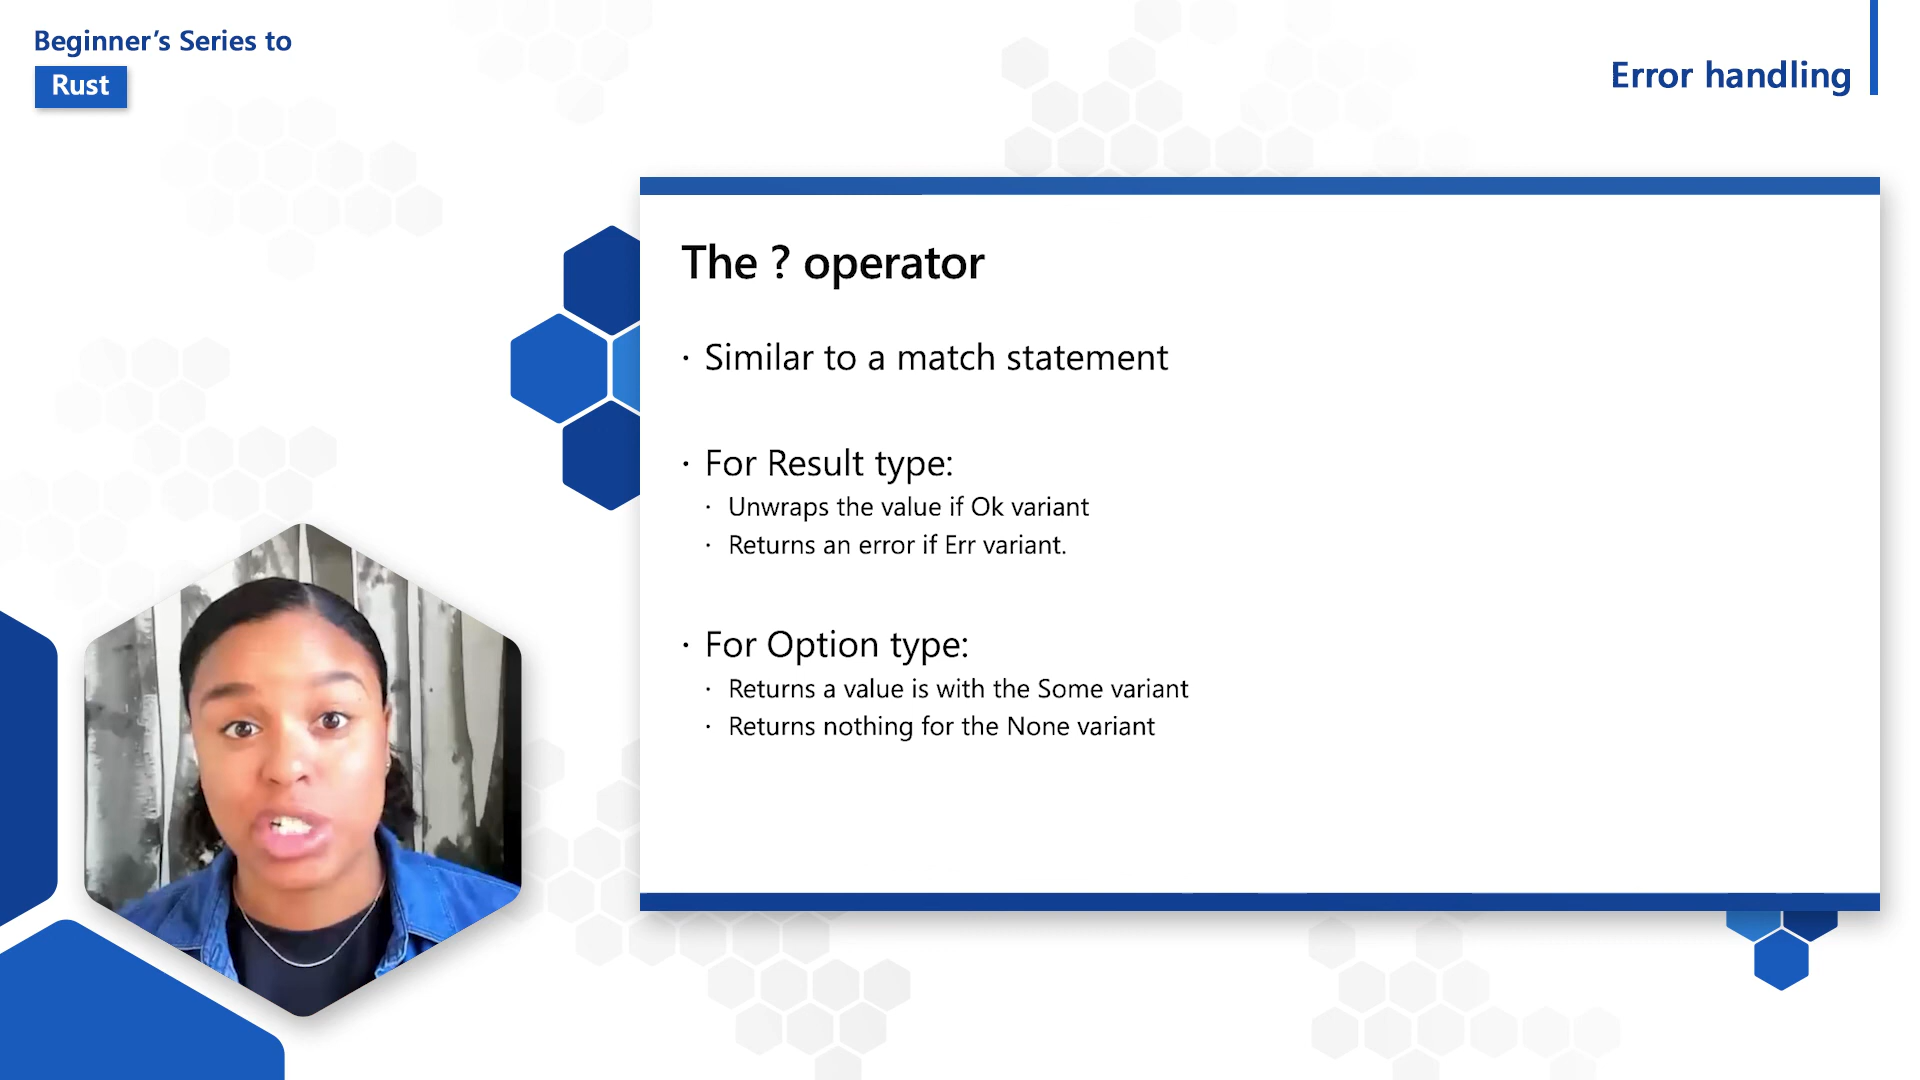 Beginner’s Series to
Rust
Error handling
The ? operator
· Similar to a match statement
· For Result type:
· Unwraps the value if Ok variant
· Returns an error if Err variant.
· For Option type:
· Returns a value is with the Some variant
· Returns nothing for the None variant